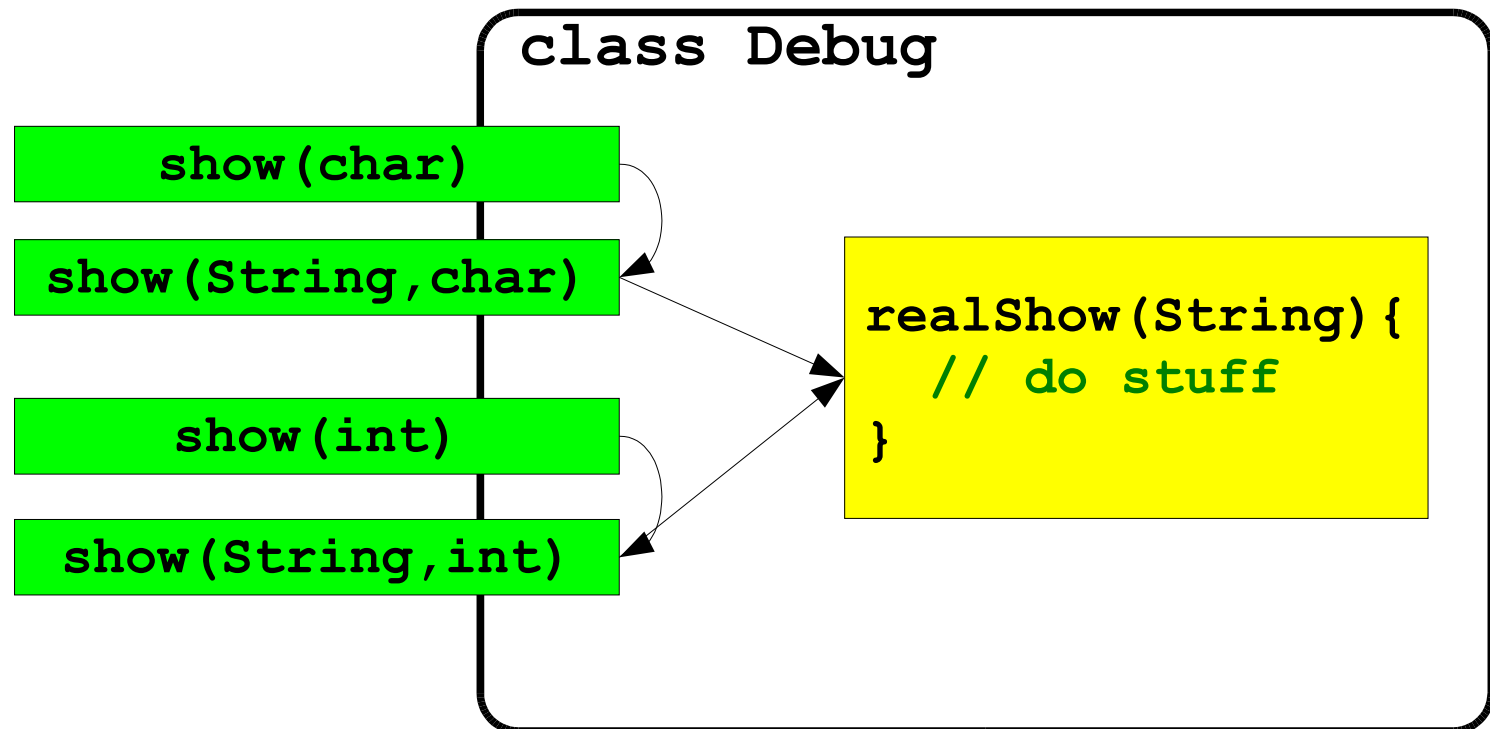 class Debug
show(char)
show(String,char)
show(int)
show(String,int)
realShow(String){
// do stuff
}